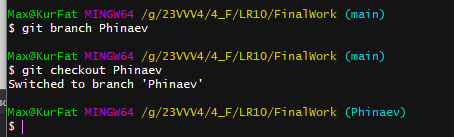 Max@KurFat MINGW64 /g/23VVV4/4_F/LR10/FinalWork (main)
$ git branch Phinaev
Max@KurFat MINGW64 /g/23VVV4/4_F/LR10/FinalWork (main)
$ git checkout Phinaev
Switched to branch 'Phinaev'
Max@KurFat MINGW64 /g/23VVV4/4_F/LR10/FinalWork (Phinaev)
$